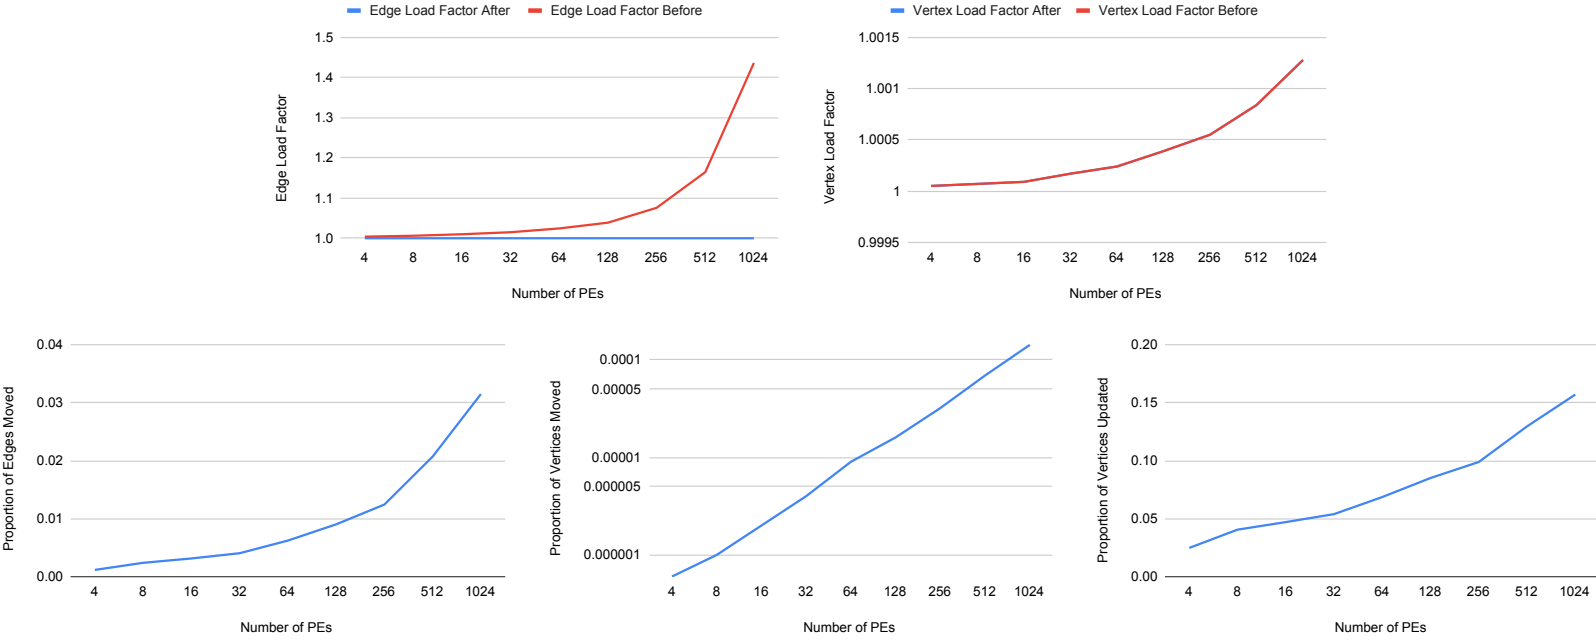 Edge Load Factor After Edge Load Factor Before
1.5
1.4
1.3
1.2
1.1
1.0
Edge Load Factor
4 8 16 32 64 128 256 512 1024
Number of PEs
Vertex Load Factor After Vertex Load Factor Before
1.0015
1.001
1.0005
1
0.9995
Vertex Load Factor
4 8 16 32 64 128 256 512 1024
Number of PEs
0.04
0.03
0.02
0.01
0.00
Proportion of Edges Moved
4 8 16 32 64 128 256 512 1024
Number of PEs
0.0001
0.00005
0.00001
0.000005
0.000001
Proportion of Vertices Moved
4 8 16 32 64 128 256 512 1024
Number of PEs
0.20
0.15
0.10
0.05
0.00
Proportion of Vertices Updated
4 8 16 32 64 128 256 512 1024
Number of PEs